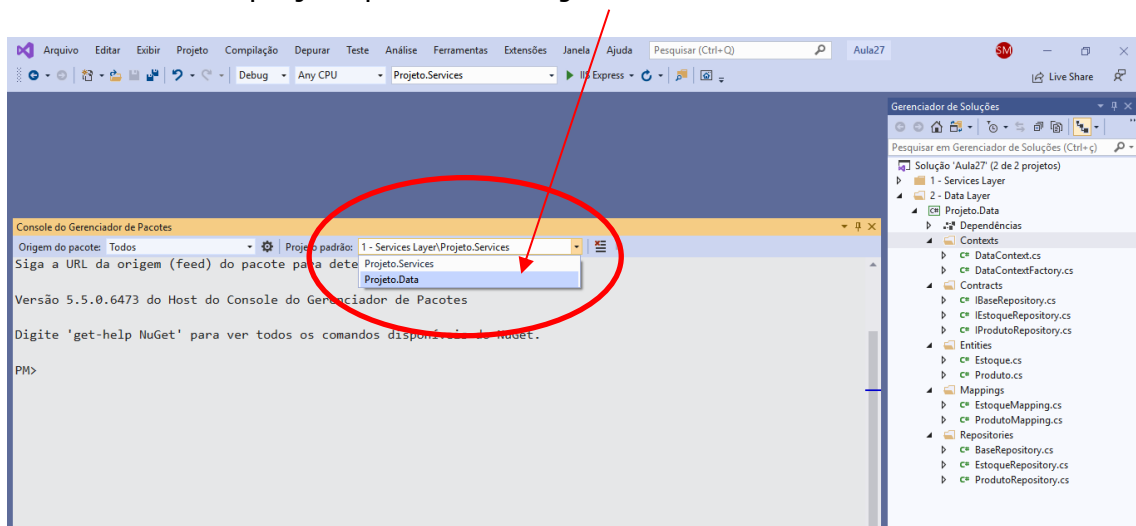 Arquivo Editar Exibir Projeto Compilação Depurar Teste Análise Ferramentas Extensões Janela Ajuda Pesquisar (Ctrl+Q) Aula27 SM
Debug Any CPU Projeto.Services IIS Express Live Share
Gerenciador de Soluções
Pesquisar em Gerenciador de Soluções (Ctrl+ç)
Solução 'Aula27' (2 de 2 projetos)
1 - Services Layer
2 - Data Layer
C# Projeto.Data
Dependências
Contexts
C# DataContext.cs
C# DataContextFactory.cs
Contracts
C# IBaseRepository.cs
C# IEstoqueRepository.cs
C# IProdutoRepository.cs
Entities
C# Estoque.cs
C# Produto.cs
Mappings
C# EstoqueMapping.cs
C# ProdutoMapping.cs
Repositories
C# BaseRepository.cs
C# EstoqueRepository.cs
C# ProdutoRepository.cs
Console do Gerenciador de Pacotes
Origem do pacote: Todos Projeto padrão: 1 - Services Layer\Projeto.Services
Projeto.Services
Projeto.Data
Siga a URL da origem (feed) do pacote para dete
Versão 5.5.0.6473 do Host do Console do Gerenciador de Pacotes
Digite 'get-help NuGet' para ver todos os comandos disponíveis do NuGet.
PM>